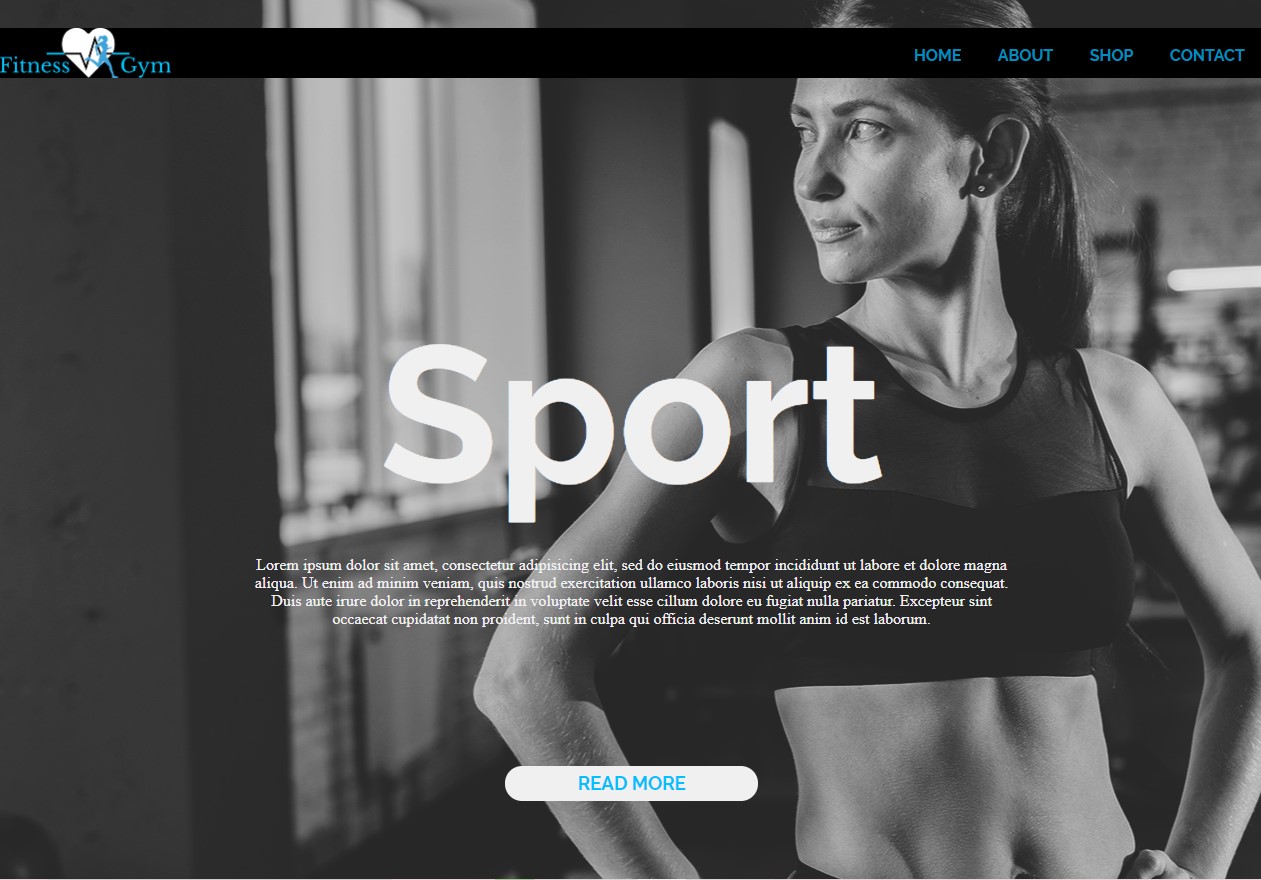 Fitness Gym
HOME ABOUT SHOP CONTACT
Sport
Lorem ipsum dolor sit amet, consectetur adipisicing elit, sed do eiusmod tempor incididunt ut labore et dolore magna
aliqua. Ut enim ad minim veniam, quis nostrud exercitation ullamco laboris nisi ut aliquip ex ea commodo consequat.
Duis aute irure dolor in reprehenderit in voluptate velit esse cillum dolore eu fugiat nulla pariatur. Excepteur sint
occaecat cupidatat non proident, sunt in culpa qui officia deserunt mollit anim id est laborum.
READ MORE